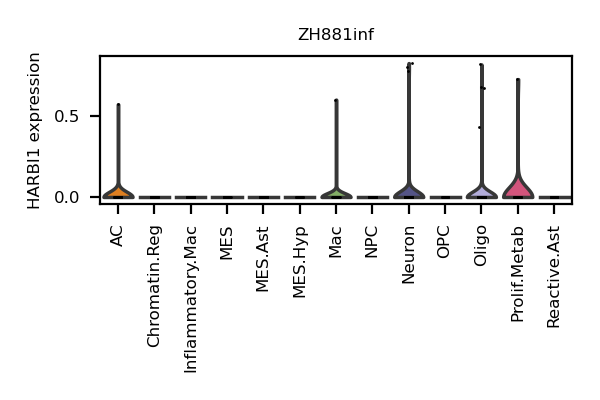 ZH881inf
HARBI1 expression
0.5
0.0
AC
Chromatin.Reg
Inflammatory.Mac
MES
MES.Ast
MES.Hyp
Mac
NPC
Neuron
OPC
Oligo
Prolif.Metab
Reactive.Ast